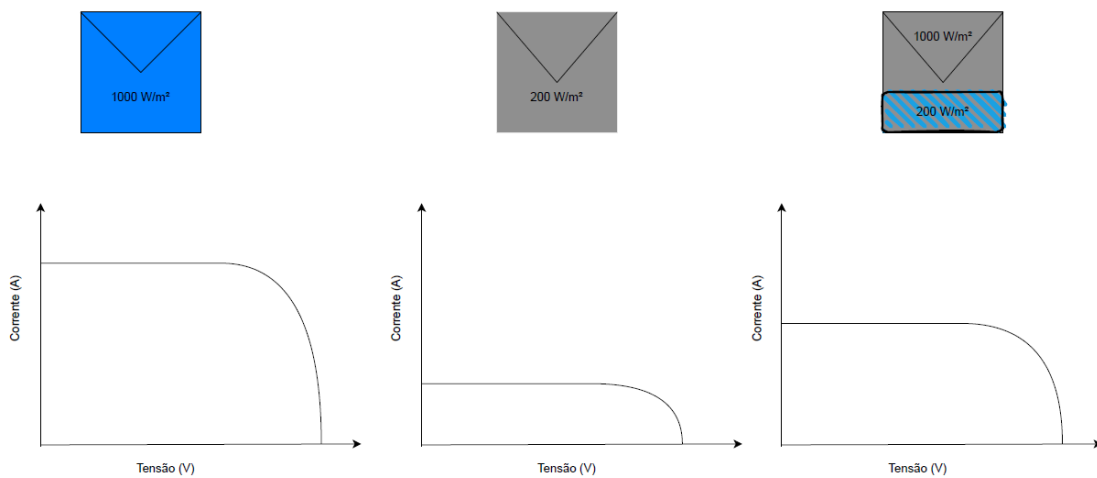 1000 W/m²
200 W/m²
1000 W/m²
200 W/m²
Corrente (A)
Tensão (V)
Corrente (A)
Tensão (V)
Corrente (A)
Tensão (V)